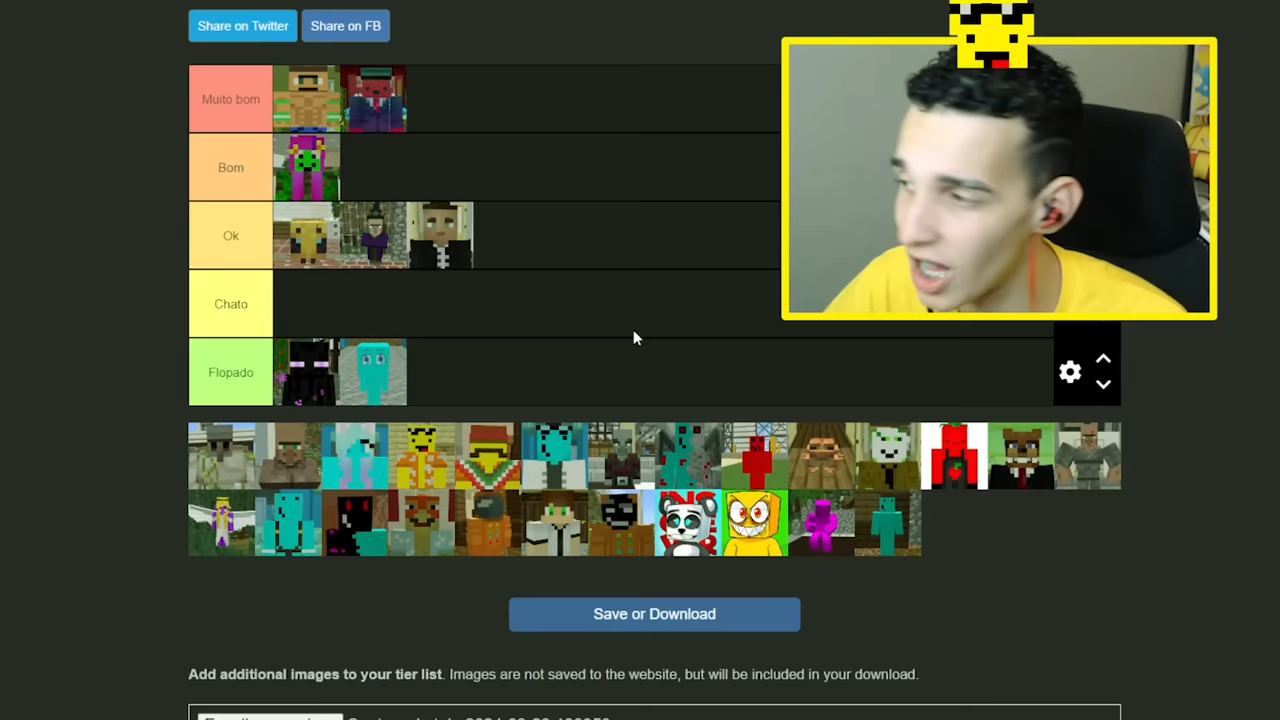 Share on Twitter Share on FB
Muito bom
Bom
Ok
Chato
Flopado
Save or Download
Add additional images to your tier list. Images are not saved to the website, but will be included in your download.